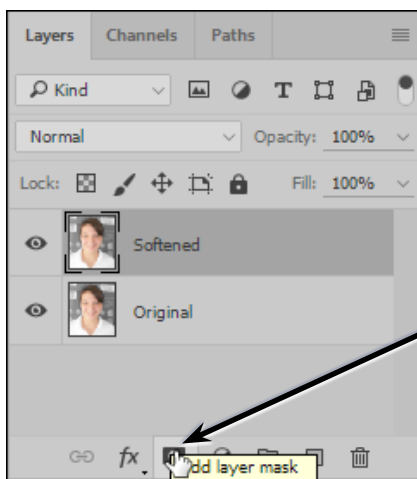 Layers Channels Paths
Kind
Normal Opacity: 100%
Lock: Fill: 100%
Softened
Original
fx dd layer mask